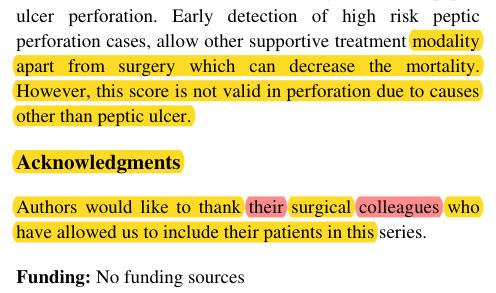 ulcer perforation. Early detection of high risk peptic
perforation cases, allow other supportive treatment modality
apart from surgery which can decrease the mortality.
However, this score is not valid in perforation due to causes
other than peptic ulcer.
Acknowledgments
Authors would like to thank their surgical colleagues who
have allowed us to include their patients in this series.
Funding: No funding sources